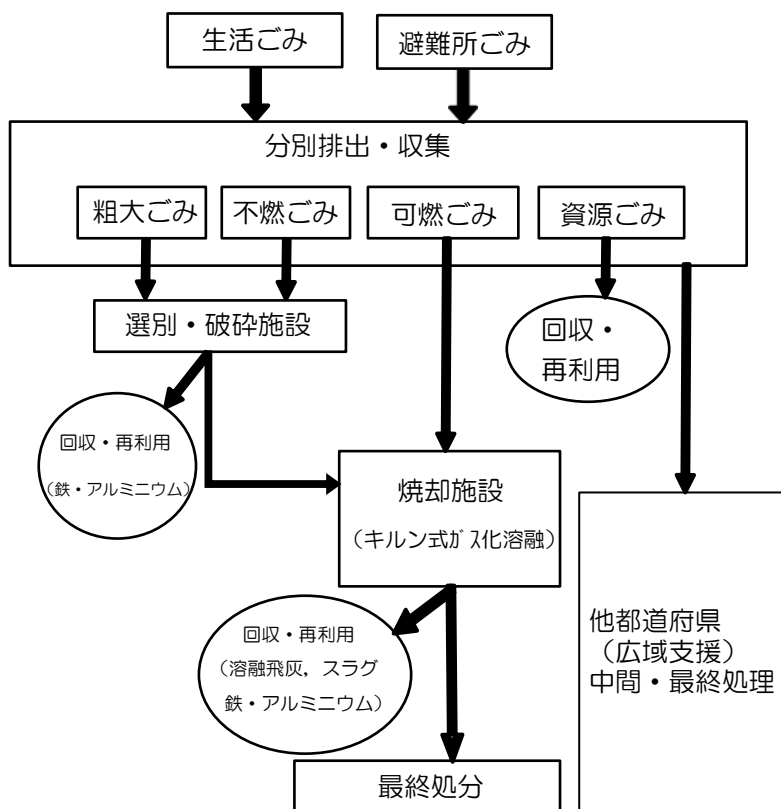 生活ごみ
避難所ごみ
分別排出・収集
粗大ごみ
不燃ごみ
可燃ごみ
資源ごみ
選別・破砕施設
回収・
再利用
回収・再利用
(鉄・アルミニウム)
焼却施設
(キルン式ガス化溶融)
回収・再利用
(溶融飛灰，スラグ
鉄・アルミニウム)
他都道府県
(広域支援)
中間・最終処理
最終処分